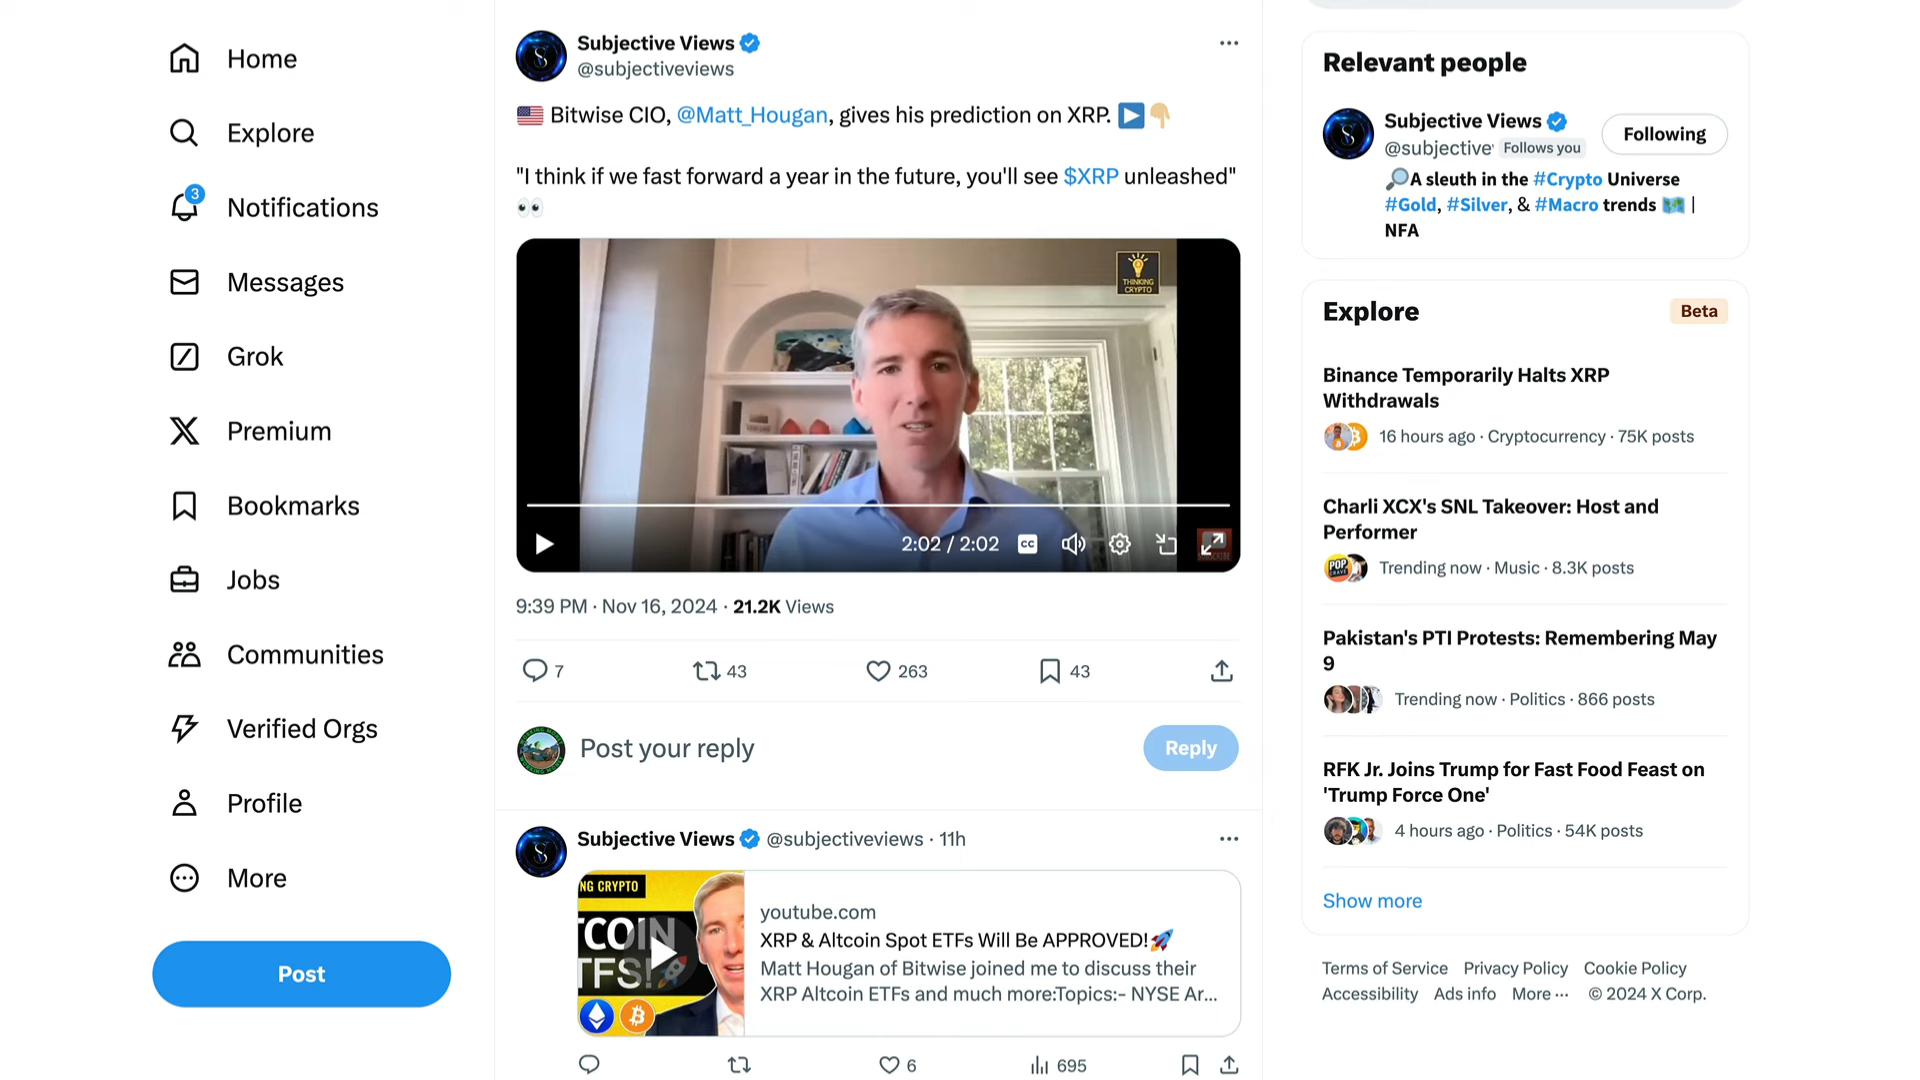 Home
Explore
3
Notifications
Messages
Grok
Premium
Bookmarks
Jobs
Communities
Verified Orgs
Profile
More
Post
Subjective Views
@subjectiveviews
Bitwise CIO, @Matt_Hougan, gives his prediction on XRP.
"I think if we fast forward a year in the future, you'll see $XRP unleashed"
THINKING
CRYPTO
2:02 / 2:02
CC
9:39 PM · Nov 16, 2024 · 21.2K Views
7
43
263
43
Post your reply
Reply
Subjective Views @subjectiveviews · 11h
NG CRYPTO
TCOIN
TFS!
youtube.com
XRP & Altcoin Spot ETFs Will Be APPROVED!
Matt Hougan of Bitwise joined me to discuss their
XRP Altcoin ETFs and much more:Topics:- NYSE Ar...
6
695
Relevant people
Subjective Views
@subjective Follows you
Following
A sleuth in the #Crypto Universe
#Gold, #Silver, & #Macro trends |
NFA
Explore
Beta
Binance Temporarily Halts XRP
Withdrawals
16 hours ago · Cryptocurrency · 75K posts
Charli XCX's SNL Takeover: Host and
Performer
POP
Trending now · Music · 8.3K posts
Pakistan's PTI Protests: Remembering May
9
Trending now · Politics · 866 posts
RFK Jr. Joins Trump for Fast Food Feast on
'Trump Force One'
4 hours ago · Politics · 54K posts
Show more
Terms of Service Privacy Policy Cookie Policy
Accessibility Ads info More ··· © 2024 X Corp.